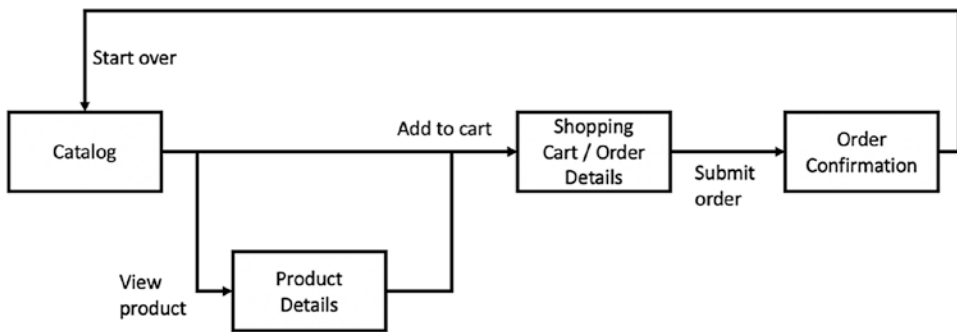 Start over
Catalog
Add to cart
Shopping
Cart / Order
Details
Submit
order
Order
Confirmation
View
product
Product
Details